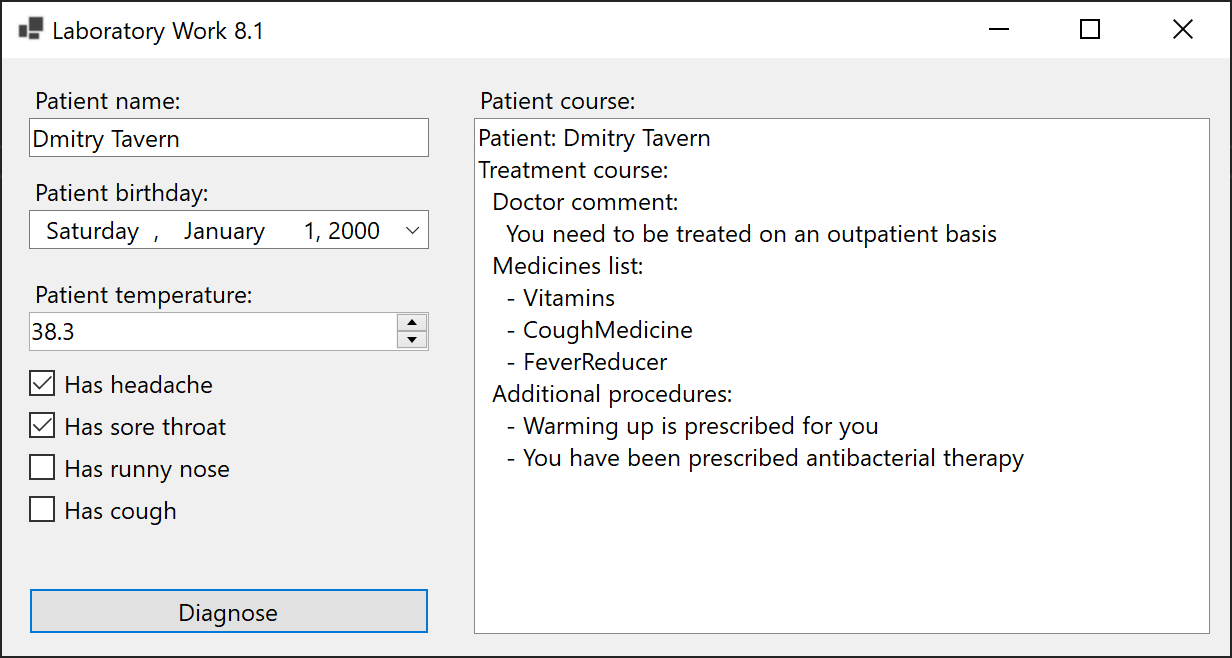 Laboratory Work 8.1
Patient name:
Dmitry Tavern
Patient birthday:
Saturday , January 1, 2000
Patient temperature:
38.3
Has headache
Has sore throat
Has runny nose
Has cough
Diagnose
Patient course:
Patient: Dmitry Tavern
Treatment course:
Doctor comment:
You need to be treated on an outpatient basis
Medicines list:
- Vitamins
- CoughMedicine
- FeverReducer
Additional procedures:
- Warming up is prescribed for you
- You have been prescribed antibacterial therapy